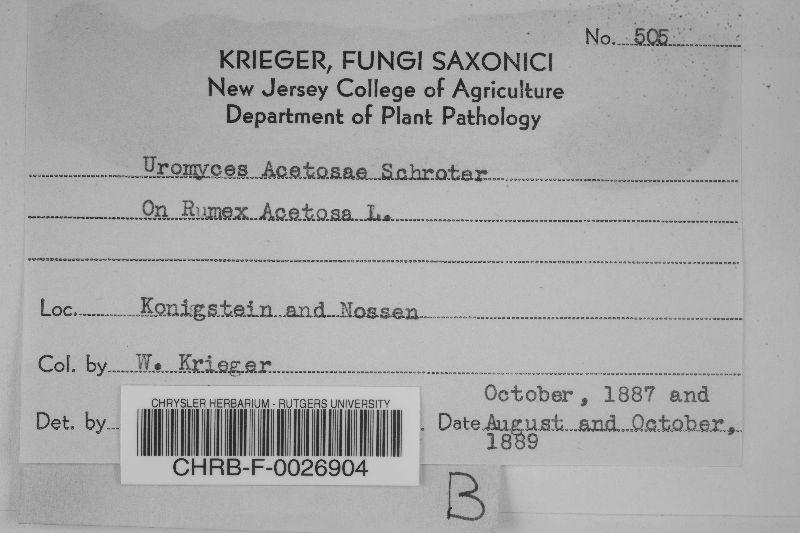 No. 505
KRIEGER, FUNGI SAXONICI
New Jersey College of Agriculture
Department of Plant Pathology
Uromyces Acetosae Schroter
On Rumex Acetosa L.
Loc. Konigstein and Nossen
Col. by W. Krieger
Det. by
Date October, 1887 and
August and October,
1889
CHRYSLER HERBARIUM - RUTGERS UNIVERSITY
CHRB-F-0026904
B